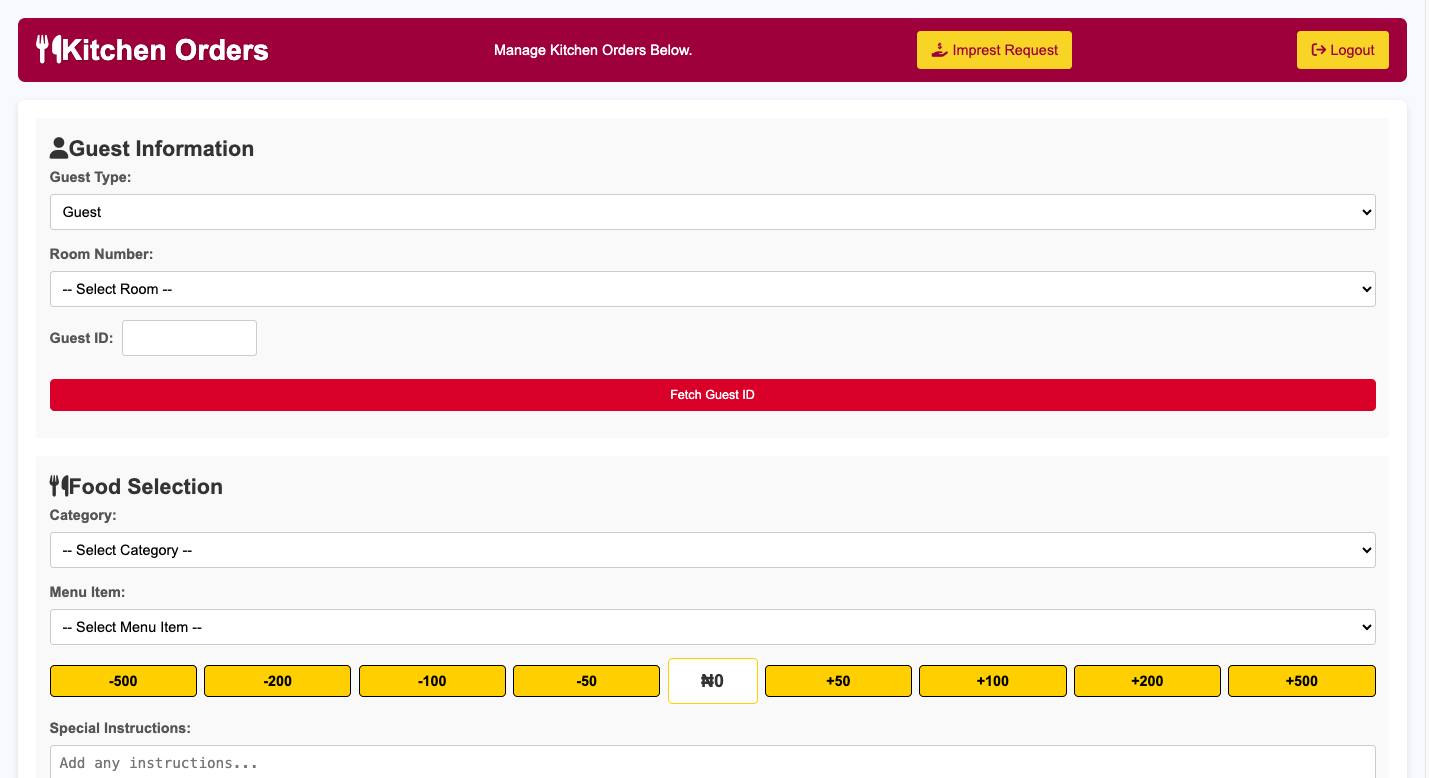 Kitchen Orders
Manage Kitchen Orders Below.
Imprest Request
Logout
Guest Information
Guest Type:
Guest
Room Number:
-- Select Room --
Guest ID:
Fetch Guest ID
Food Selection
Category:
-- Select Category --
Menu Item:
-- Select Menu Item --
-500 -200 -100 -50 ₦0 +50 +100 +200 +500
Special Instructions:
Add any instructions...